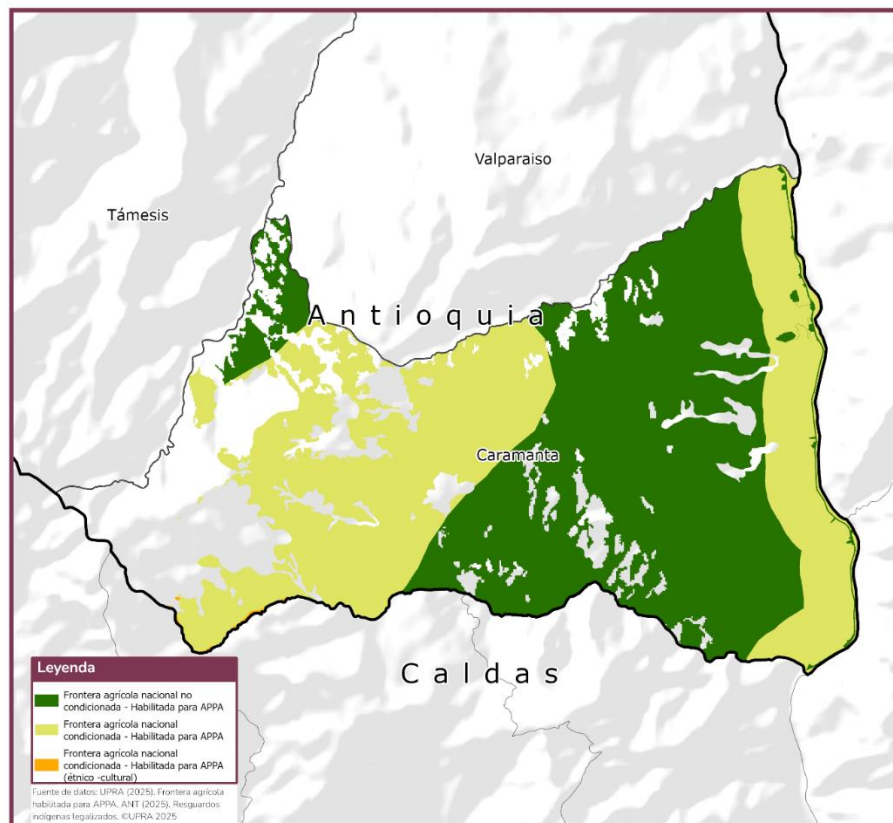 Valparaiso
Támesis
Antioquia
Caramanta
Caldas
Leyenda
Frontera agrícola nacional no
condicionada - Habilitada para APPA
Frontera agrícola nacional
condicionada - Habilitada para APPA
Frontera agrícola nacional
condicionada - Habilitada para APPA
(étnico -cultural)
Fuente de datos: UPRA (2025). Frontera agrícola
habilitada para APPA. ANT (2025). Resguardos
indígenas legalizados. ©UPRA 2025